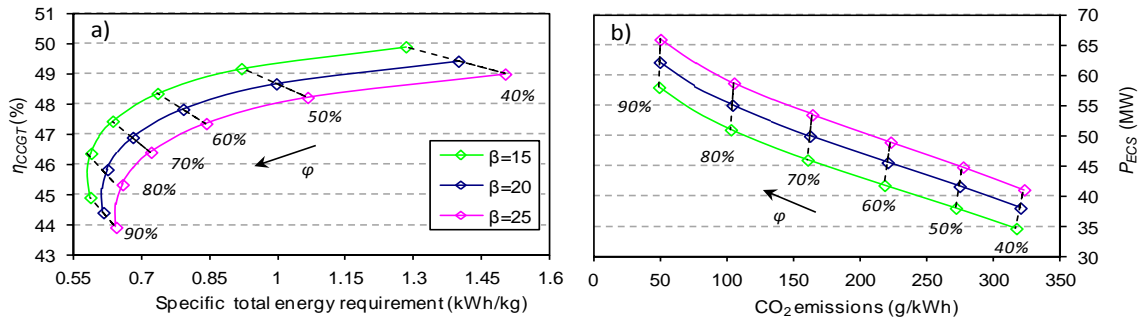 a)
50
49
48
47
46
45
44
43
η_CCGT (%)
0.55 0.7 0.85 1 1.15 1.3 1.45 1.6
Specific total energy requirement (kWh/kg)
40%
50%
60%
70%
80%
90%
φ
β=15
β=20
β=25
b)
70
65
60
55
50
45
40
35
30
P_ECS (MW)
0 50 100 150 200 250 300 350
CO₂ emissions (g/kWh)
90%
80%
70%
60%
50%
40%
φ